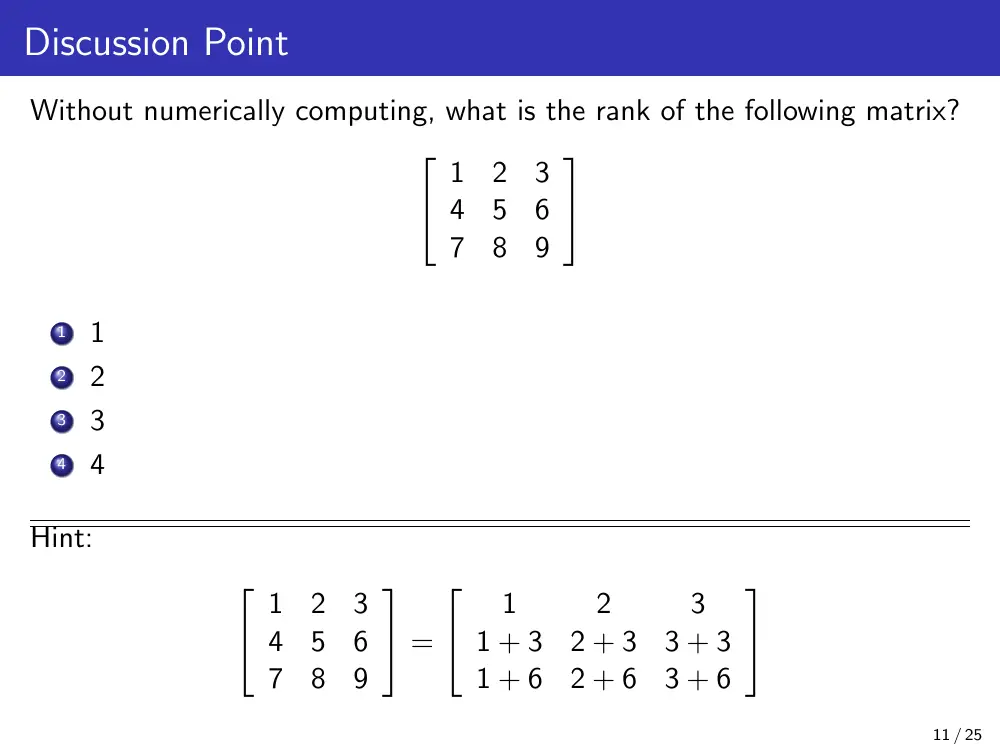 Discussion Point
Without numerically computing, what is the rank of the following matrix?
1 2 3
4 5 6
7 8 9
1 1
2 2
3 3
4 4
Hint:
1 2 3 1 2 3
4 5 6 = 1 + 3 2 + 3 3 + 3
7 8 9 1 + 6 2 + 6 3 + 6
11 / 25